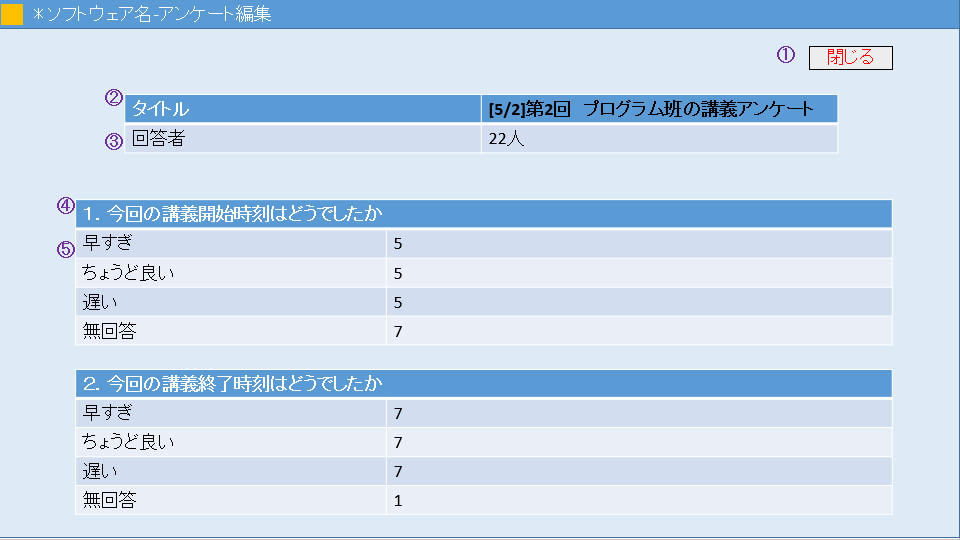 ＊ソフトウェア名-アンケート編集
① 閉じる
② タイトル [5/2]第2回　プログラム班の講義アンケート
③ 回答者 22人
④ １．今回の講義開始時刻はどうでしたか
⑤ 早すぎ 5
ちょうど良い 5
遅い 5
無回答 7
２．今回の講義終了時刻はどうでしたか
早すぎ 7
ちょうど良い 7
遅い 7
無回答 1